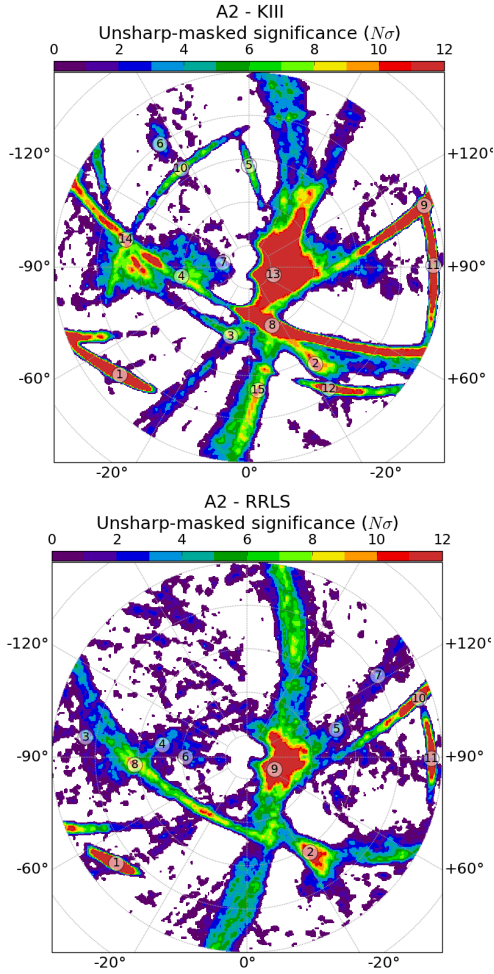 A2 - KIII
Unsharp-masked significance (Nσ)
0 2 4 6 8 10 12
6
10 5
-120° +120°
9
14
7
-90° 4 13 11 +90°
8
3
2
-60° 1 12 15 +60°
-20° 0° -20°
A2 - RRLS
Unsharp-masked significance (Nσ)
0 2 4 6 8 10 12
-120° +120°
7
10
3 4 5
-90° 8 6 9 11 +90°
2
-60° 1 +60°
-20° 0° -20°